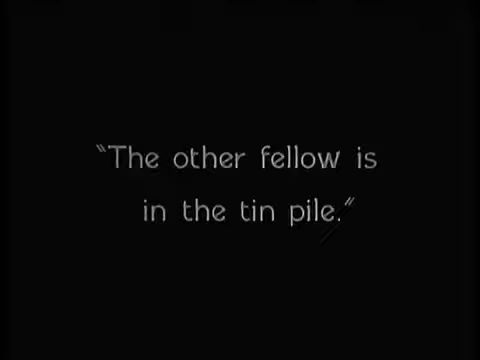 "The other fellow is
in the tin pile."